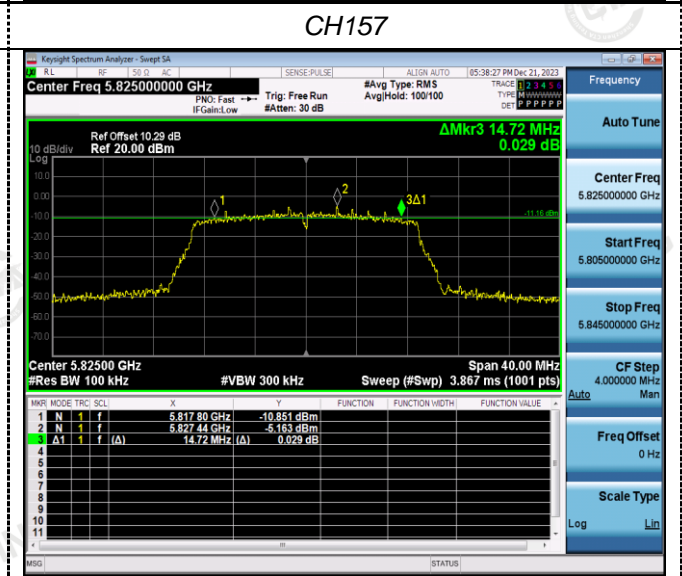 CH157
Keysight Spectrum Analyzer - Swept SA
RL RF 50 Ω AC SENSE:PULSE ALIGN AUTO 05:38:27 PM Dec 21, 2023
Center Freq 5.825000000 GHz
PNO: Fast
IFGain:Low
Trig: Free Run
#Atten: 30 dB
#Avg Type: RMS
Avg|Hold: 100/100
TRACE 1 2 3 4 5 6
TYPE M WWWWW
DET P P P P P P
Frequency
Auto Tune
Center Freq
5.825000000 GHz
Start Freq
5.805000000 GHz
Stop Freq
5.845000000 GHz
CF Step
4.000000 MHz
Auto Man
Freq Offset
0 Hz
Scale Type
Log Lin
ΔMkr3 14.72 MHz
0.029 dB
Ref Offset 10.29 dB
10 dB/div Ref 20.00 dBm
Log
10.0
0.00
-10.0
-20.0
-30.0
-40.0
-50.0
-60.0
-70.0
1
2
3Δ1
-11.16 dBm
Center 5.82500 GHz Span 40.00 MHz
#Res BW 100 kHz #VBW 300 kHz Sweep (#Swp) 3.867 ms (1001 pts)
MKR MODE TRC SCL X Y FUNCTION FUNCTION WIDTH FUNCTION VALUE
1 N 1 f 5.817 80 GHz -10.851 dBm
2 N 1 f 5.827 44 GHz -5.163 dBm
3 Δ1 1 f (Δ) 14.72 MHz (Δ) 0.029 dB
4
5
6
7
8
9
10
11
MSG STATUS